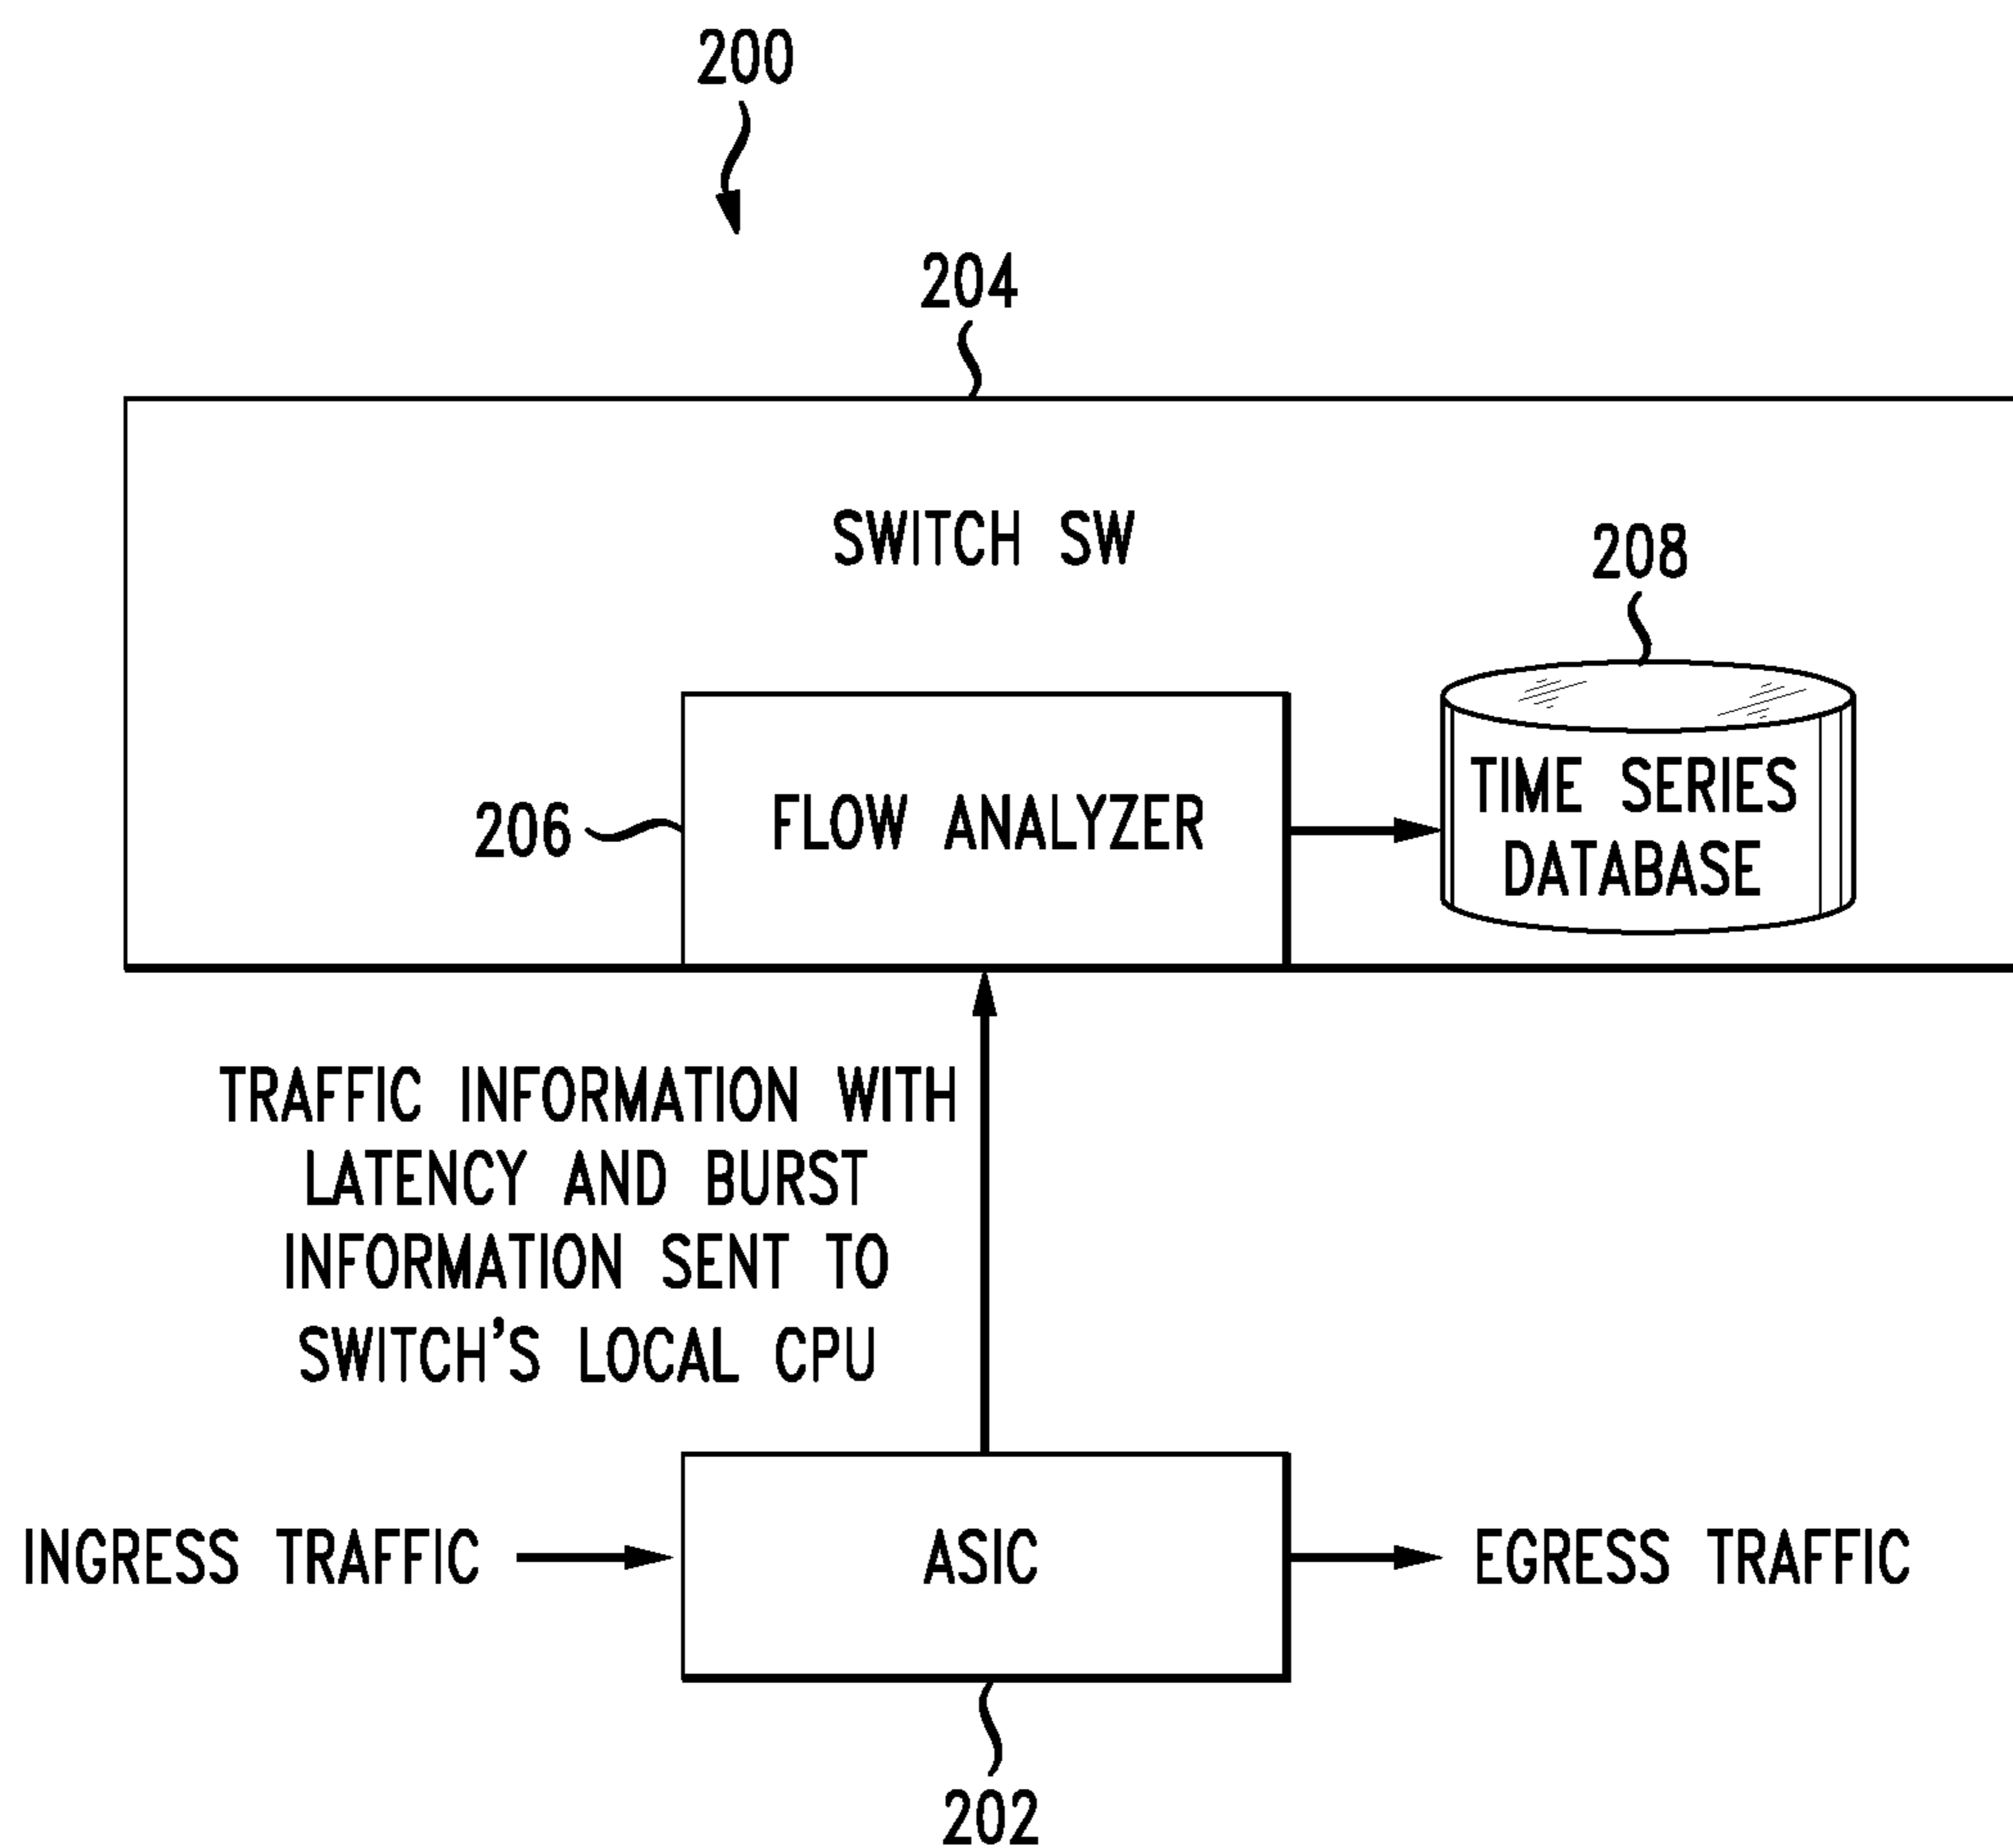 200
204
SWITCH SW
208
206
FLOW ANALYZER
TIME SERIES
DATABASE
TRAFFIC INFORMATION WITH
LATENCY AND BURST
INFORMATION SENT TO
SWITCH'S LOCAL CPU
INGRESS TRAFFIC
ASIC
EGRESS TRAFFIC
202